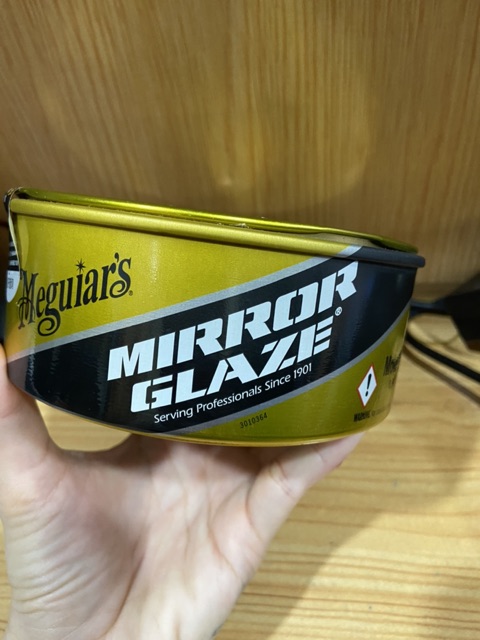 Meguiar's
MIRROR
GLAZE®
Serving Professionals Since 1901
3010364